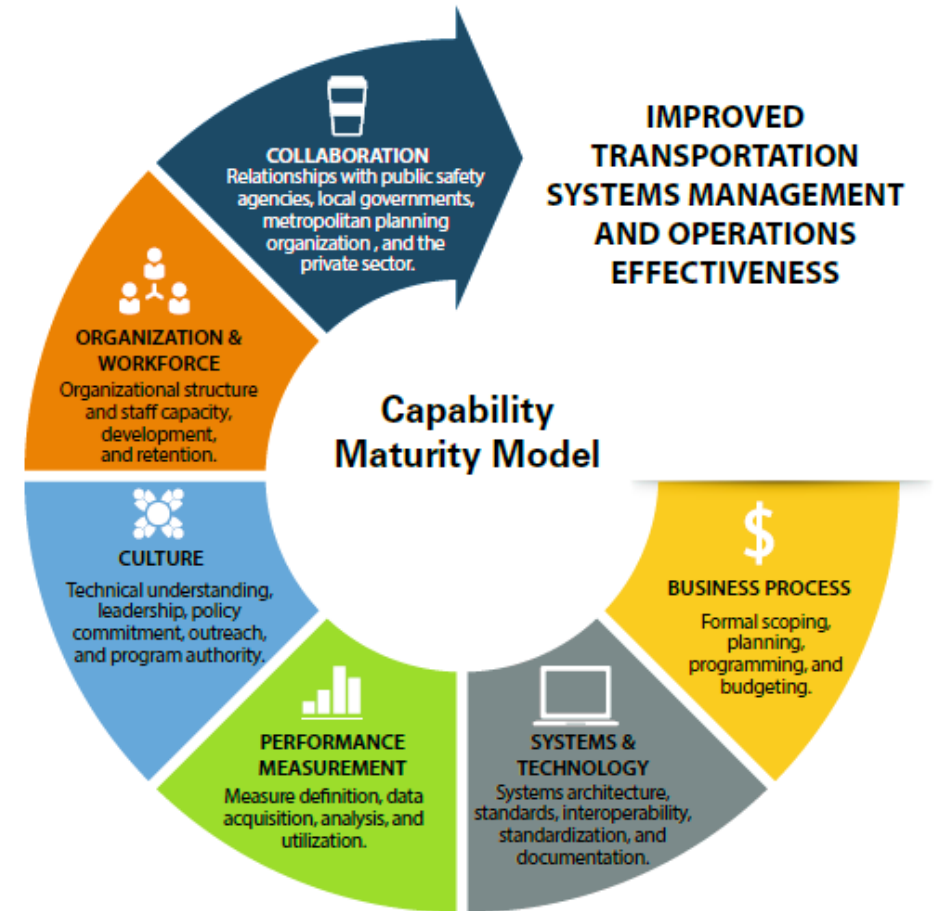 COLLABORATION
Relationships with public safety
agencies, local governments,
metropolitan planning
organization , and the
private sector.
IMPROVED
TRANSPORTATION
SYSTEMS MANAGEMENT
AND OPERATIONS
EFFECTIVENESS
ORGANIZATION &
WORKFORCE
Organizational structure
and staff capacity,
development,
and retention.
Capability
Maturity Model
CULTURE
Technical understanding,
leadership, policy
commitment, outreach,
and program authority.
$
BUSINESS PROCESS
Formal scoping,
planning,
programming, and
budgeting.
PERFORMANCE
MEASUREMENT
Measure definition, data
acquisition, analysis, and
utilization.
SYSTEMS &
TECHNOLOGY
Systems architecture,
standards, interoperability,
standardization, and
documentation.